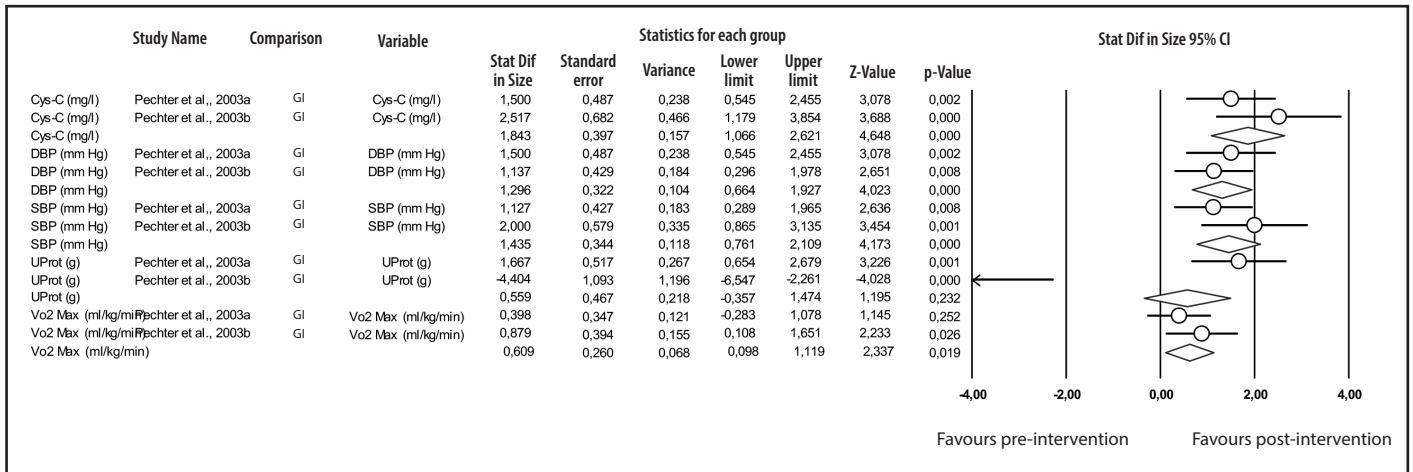 Study Name Comparison Variable Statistics for each group Stat Dif in Size 95% CI
Stat Dif in Size Standard error Variance Lower limit Upper limit Z-Value p-Value
Cys-C (mg/l) Pechter et al,, 2003a GI Cys-C (mg/l) 1,500 0,487 0,238 0,545 2,455 3,078 0,002
Cys-C (mg/l) Pechter et al., 2003b GI Cys-C (mg/l) 2,517 0,682 0,466 1,179 3,854 3,688 0,000
Cys-C (mg/l) 1,843 0,397 0,157 1,066 2,621 4,648 0,000
DBP (mm Hg) Pechter et al,, 2003a GI DBP (mm Hg) 1,500 0,487 0,238 0,545 2,455 3,078 0,002
DBP (mm Hg) Pechter et al., 2003b GI DBP (mm Hg) 1,137 0,429 0,184 0,296 1,978 2,651 0,008
DBP (mm Hg) 1,296 0,322 0,104 0,664 1,927 4,023 0,000
SBP (mm Hg) Pechter et al,, 2003a GI SBP (mm Hg) 1,127 0,427 0,183 0,289 1,965 2,636 0,008
SBP (mm Hg) Pechter et al., 2003b GI SBP (mm Hg) 2,000 0,579 0,335 0,865 3,135 3,454 0,001
SBP (mm Hg) 1,435 0,344 0,118 0,761 2,109 4,173 0,000
UProt (g) Pechter et al,, 2003a GI UProt (g) 1,667 0,517 0,267 0,654 2,679 3,226 0,001
UProt (g) Pechter et al., 2003b GI UProt (g) -4,404 1,093 1,196 -6,547 -2,261 -4,028 0,000
UProt (g) 0,559 0,467 0,218 -0,357 1,474 1,195 0,232
Vo2 Max (ml/kg/min) Pechter et al., 2003a GI Vo2 Max (ml/kg/min) 0,398 0,347 0,121 -0,283 1,078 1,145 0,252
Vo2 Max (ml/kg/min) Pechter et al., 2003b GI Vo2 Max (ml/kg/min) 0,879 0,394 0,155 0,108 1,651 2,233 0,026
Vo2 Max (ml/kg/min) 0,609 0,260 0,068 0,098 1,119 2,337 0,019
-4,00 -2,00 0,00 2,00 4,00
Favours pre-intervention Favours post-intervention